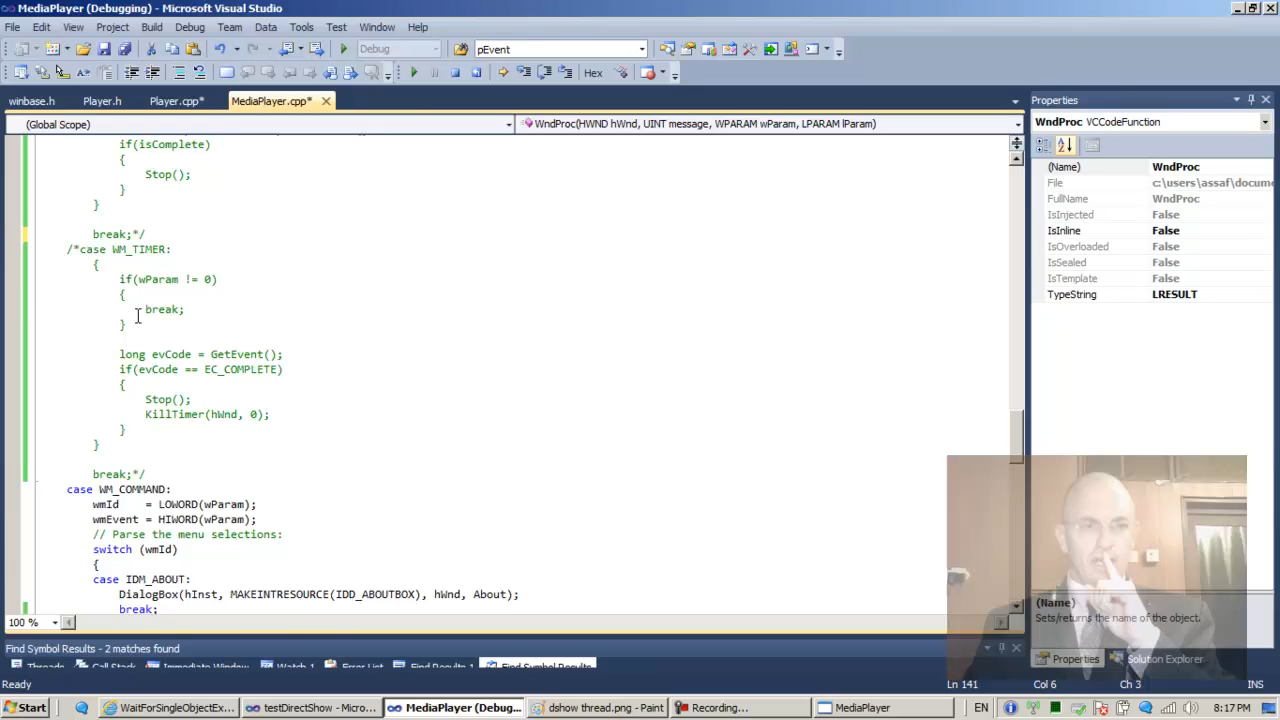 MediaPlayer (Debugging) - Microsoft Visual Studio
File Edit View Project Build Debug Team Data Tools Test Window Help
Debug pEvent
Hex
winbase.h Player.h Player.cpp* MediaPlayer.cpp*
(Global Scope) WndProc(HWND hWnd, UINT message, WPARAM wParam, LPARAM lParam)
if(isComplete)
{
Stop();
}
}
break;*/
/*case WM_TIMER:
{
if(wParam != 0)
{
break;
}
long evCode = GetEvent();
if(evCode == EC_COMPLETE)
{
Stop();
KillTimer(hWnd, 0);
}
}
break;*/
case WM_COMMAND:
wmId = LOWORD(wParam);
wmEvent = HIWORD(wParam);
// Parse the menu selections:
switch (wmId)
{
case IDM_ABOUT:
DialogBox(hInst, MAKEINTRESOURCE(IDD_ABOUTBOX), hWnd, About);
break;
100 %
Properties
WndProc VCCodeFunction
(Name) WndProc
File c:\users\assaf\docume
FullName WndProc
IsInjected False
IsInline False
IsOverloaded False
IsSealed False
IsTemplate False
TypeString LRESULT
(Name)
Sets/returns the name of the object.
Properties Solution Explorer
Find Symbol Results - 2 matches found
Threads Call Stack Immediate Window Watch 1 Error List Find Results 1 Find Symbol Results
Ready Ln 141 Col 6 Ch 3 INS
Start WaitForSingleObjectEx... testDirectShow - Micros... MediaPlayer (Debug... dshow thread.png - Paint Recording... MediaPlayer EN 8:17 PM